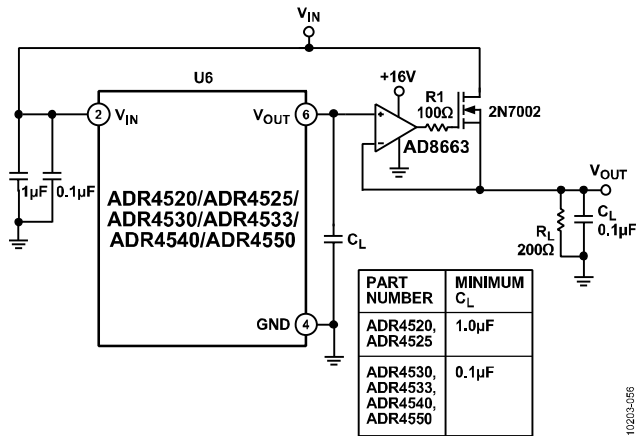 VIN
U6
+16V
R1
100Ω
2N7002
2
VIN
VOUT
6
+
−
AD8663
VOUT
1µF
0.1µF
ADR4520/ADR4525/
ADR4530/ADR4533/
ADR4540/ADR4550
CL
RL
200Ω
CL
0.1µF
GND
4
PART
NUMBER
MINIMUM
CL
ADR4520,
ADR4525
1.0µF
ADR4530,
ADR4533,
ADR4540,
ADR4550
0.1µF
10203-056